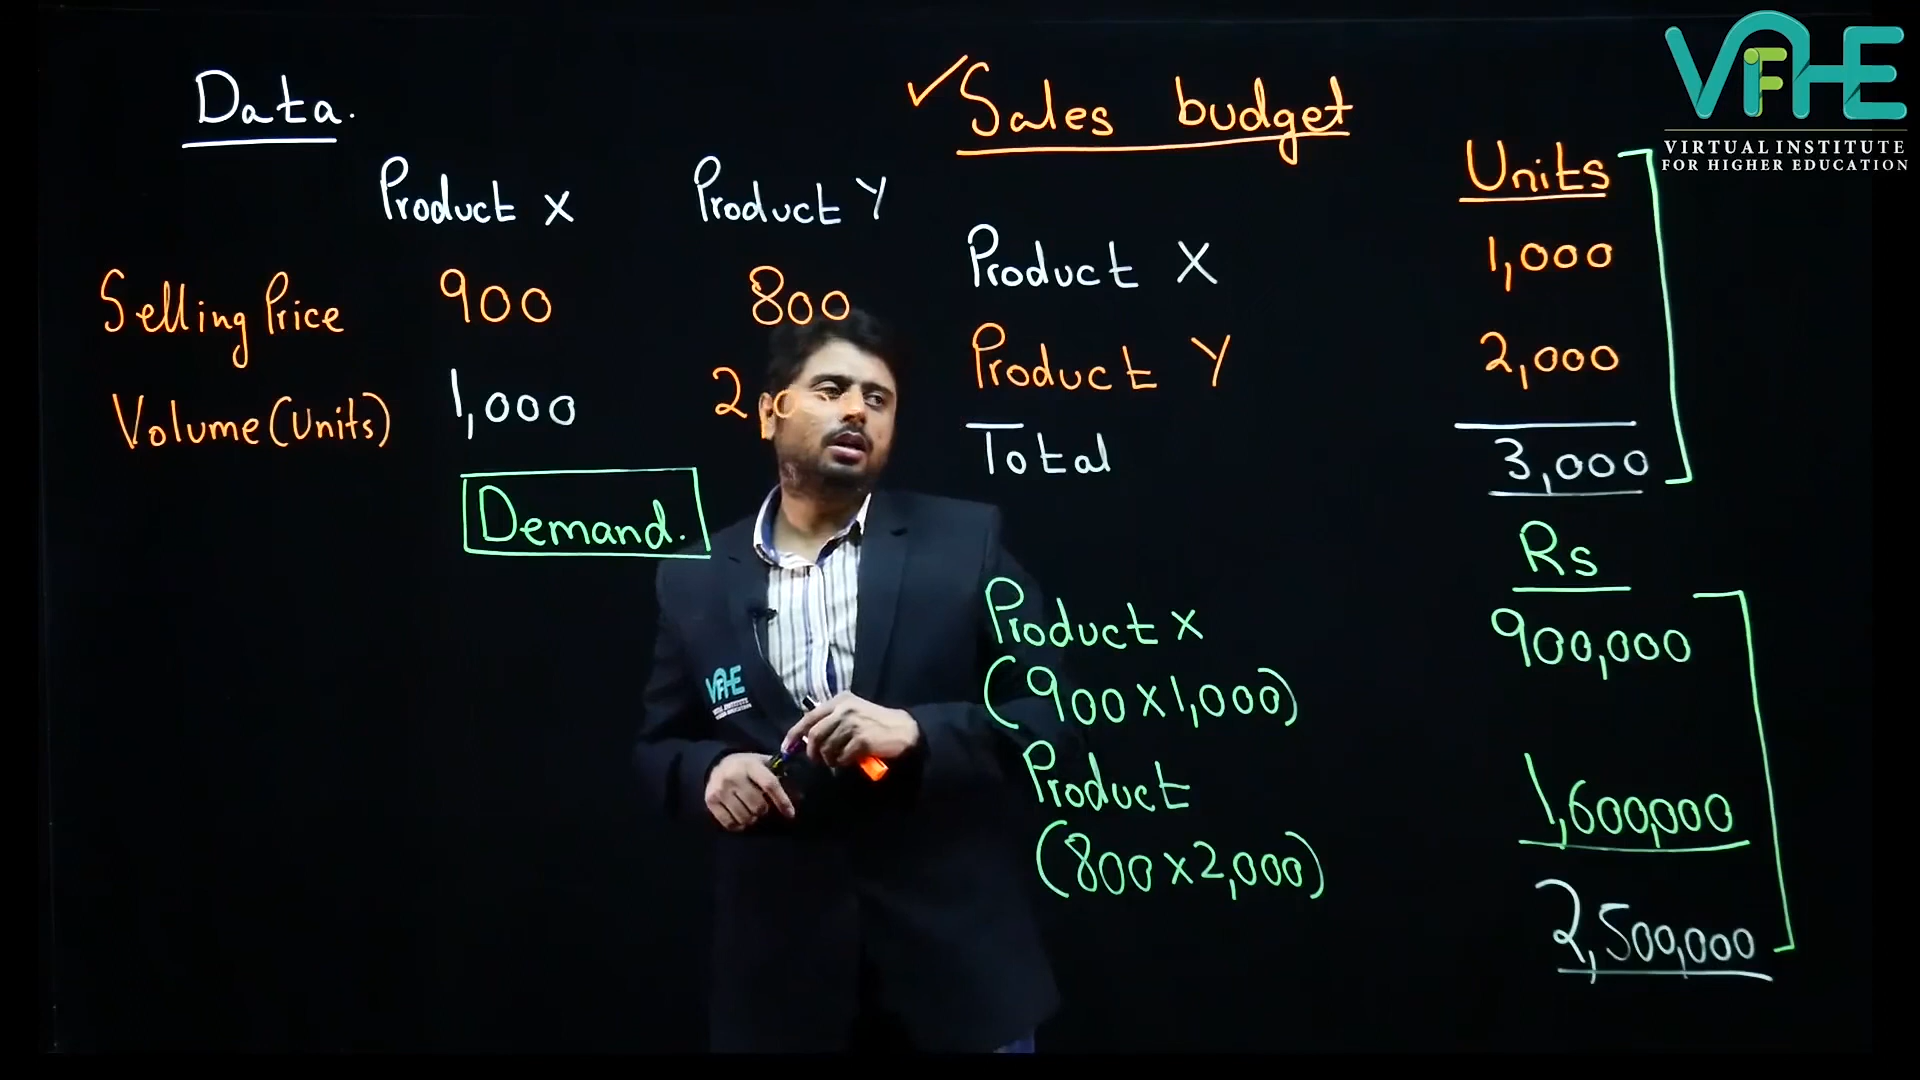 Data.
Product X Product Y
Selling Price 900 800
Volume (Units) 1,000
Demand.
✓ Sales budget
Units
Product X 1,000
Product Y 2,000
Total 3,000
Rs
Product X 900,000
(900 x 1,000)
Product 1,600,000
(800 x 2,000)
2,500,000
VIFHE
VIRTUAL INSTITUTE
FOR HIGHER EDUCATION
VIFHE